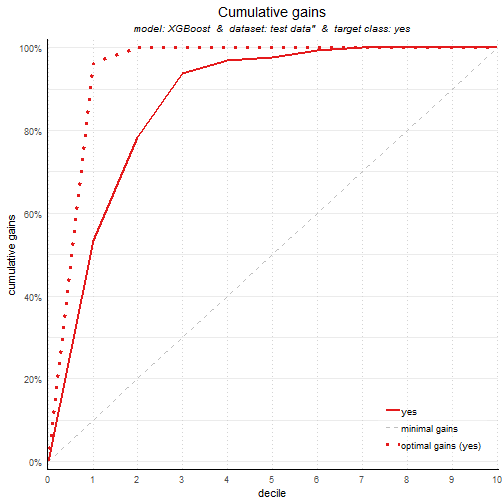 Cumulative gains
model: XGBoost & dataset: test data* & target class: yes
cumulative gains
100%
80%
60%
40%
20%
0%
yes
minimal gains
optimal gains (yes)
0 1 2 3 4 5 6 7 8 9 10
decile